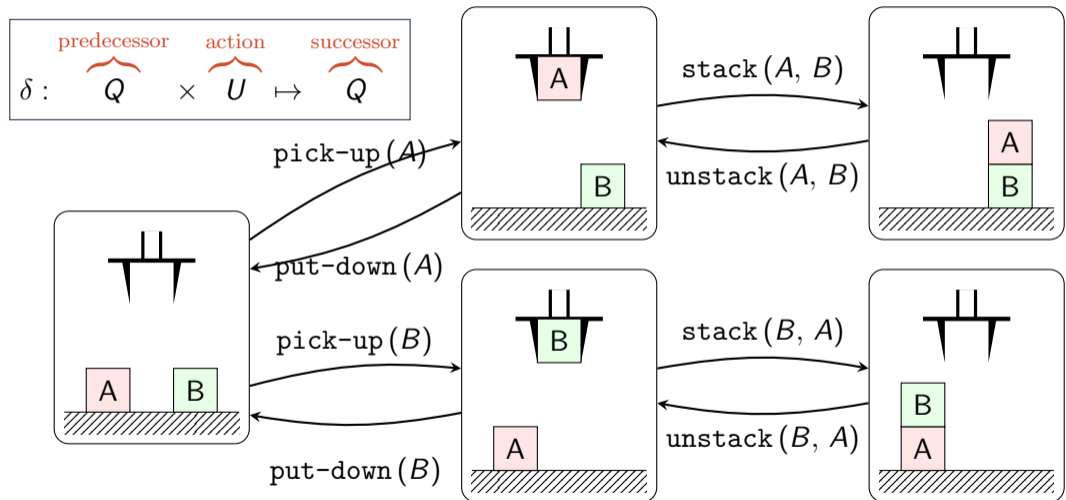 predecessor action successor
δ : Q × U ↦ Q
A
B
stack(A, B)
unstack(A, B)
A
B
pick-up(A)
put-down(A)
A B
pick-up(B)
put-down(B)
B
A
stack(B, A)
unstack(B, A)
B
A